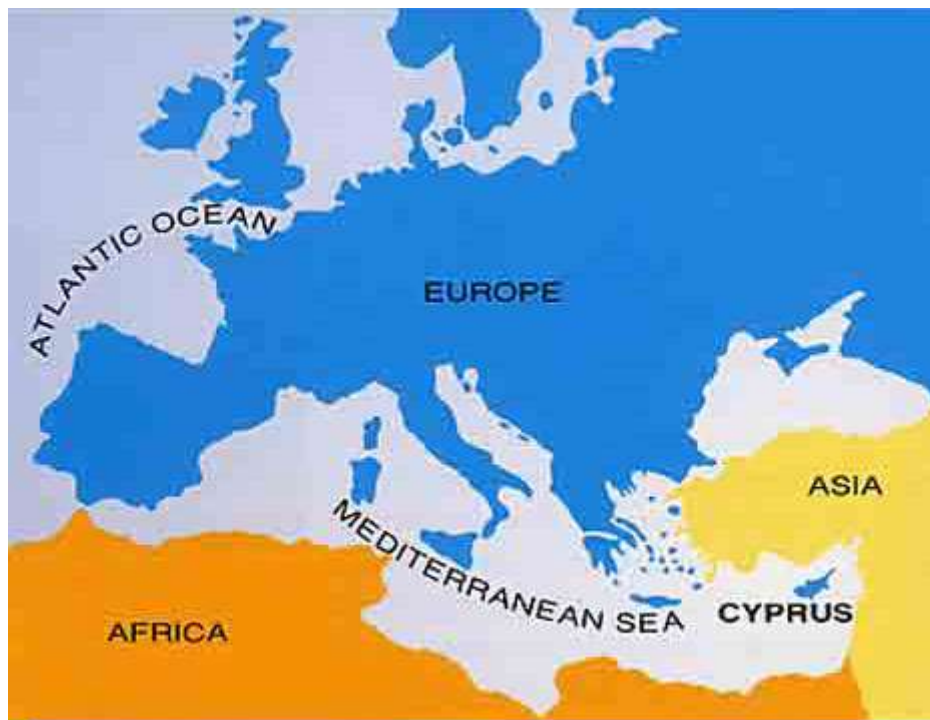 ATLANTIC OCEAN
EUROPE
ASIA
MEDITERRANEAN SEA
CYPRUS
AFRICA